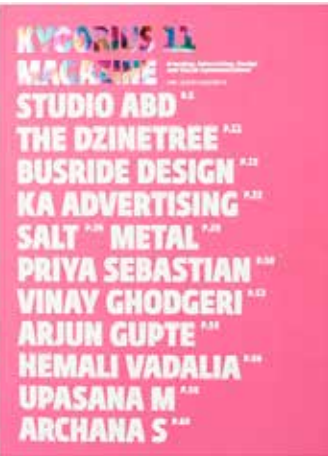 KYOORIUS 11
MAGAZINE
STUDIO ABD
THE DZINETREE
BUSRIDE DESIGN
KA ADVERTISING
SALT METAL
PRIYA SEBASTIAN
VINAY GHODGERI
ARJUN GUPTE
HEMALI VADALIA
UPASANA M
ARCHANA S